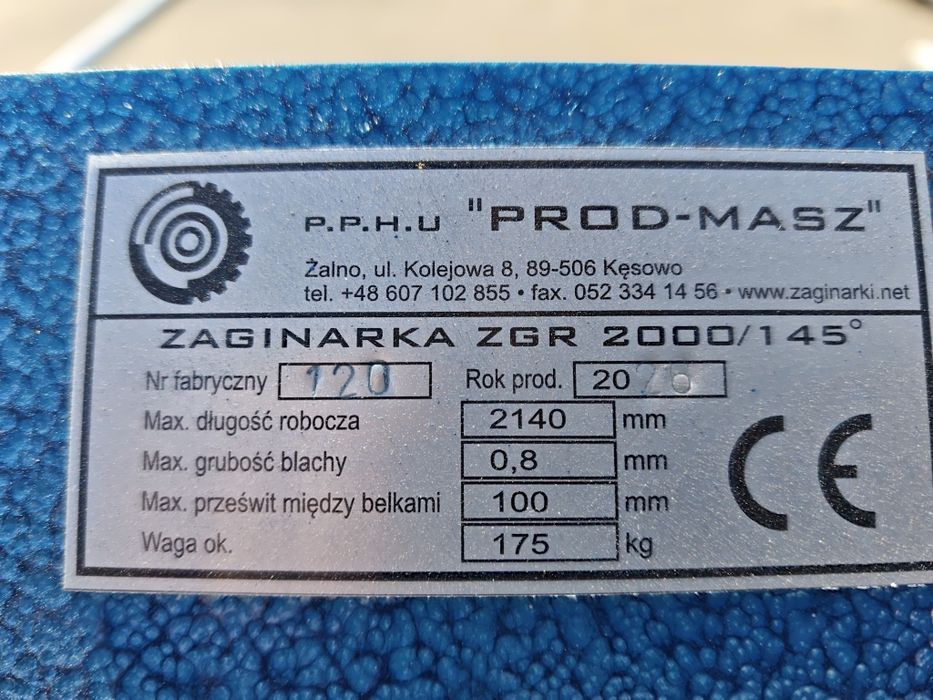 P.P.H.U "PROD-MASZ"
Żalno, ul. Kolejowa 8, 89-506 Kęsowo
tel. +48 607 102 855 • fax. 052 334 14 56 • www.zaginarki.net
ZAGINARKA ZGR 2000/145°
Nr fabryczny 120 Rok prod. 2026
Max. długość robocza 2140 mm
Max. grubość blachy 0,8 mm
Max. prześwit między belkami 100 mm
Waga ok. 175 kg
CE